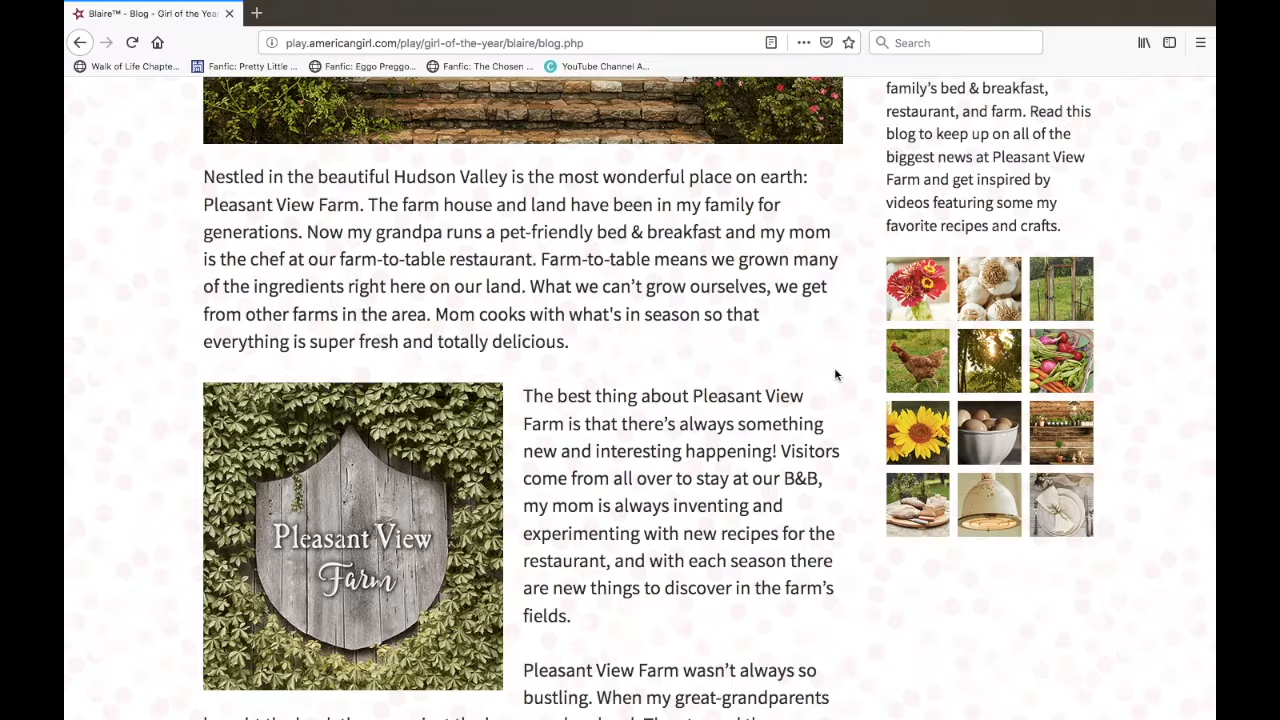 Blaire™ - Blog - Girl of the Yea
play.americangirl.com/play/girl-of-the-year/blaire/blog.php
Search
Walk of Life Chapte...
Fanfic: Pretty Little ...
Fanfic: Eggo Preggo...
Fanfic: The Chosen ...
YouTube Channel A...
Nestled in the beautiful Hudson Valley is the most wonderful place on earth:
Pleasant View Farm. The farm house and land have been in my family for
generations. Now my grandpa runs a pet-friendly bed & breakfast and my mom
is the chef at our farm-to-table restaurant. Farm-to-table means we grown many
of the ingredients right here on our land. What we can’t grow ourselves, we get
from other farms in the area. Mom cooks with what's in season so that
everything is super fresh and totally delicious.
Pleasant View
Farm
The best thing about Pleasant View
Farm is that there’s always something
new and interesting happening! Visitors
come from all over to stay at our B&B,
my mom is always inventing and
experimenting with new recipes for the
restaurant, and with each season there
are new things to discover in the farm’s
fields.
Pleasant View Farm wasn’t always so
bustling. When my great-grandparents
family’s bed & breakfast,
restaurant, and farm. Read this
blog to keep up on all of the
biggest news at Pleasant View
Farm and get inspired by
videos featuring some my
favorite recipes and crafts.